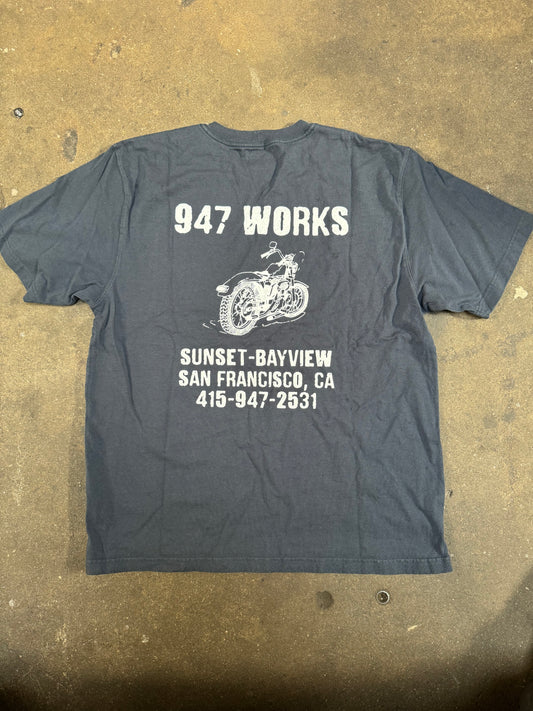 947 WORKS
SUNSET-BAYVIEW
SAN FRANCISCO, CA
415-947-2531